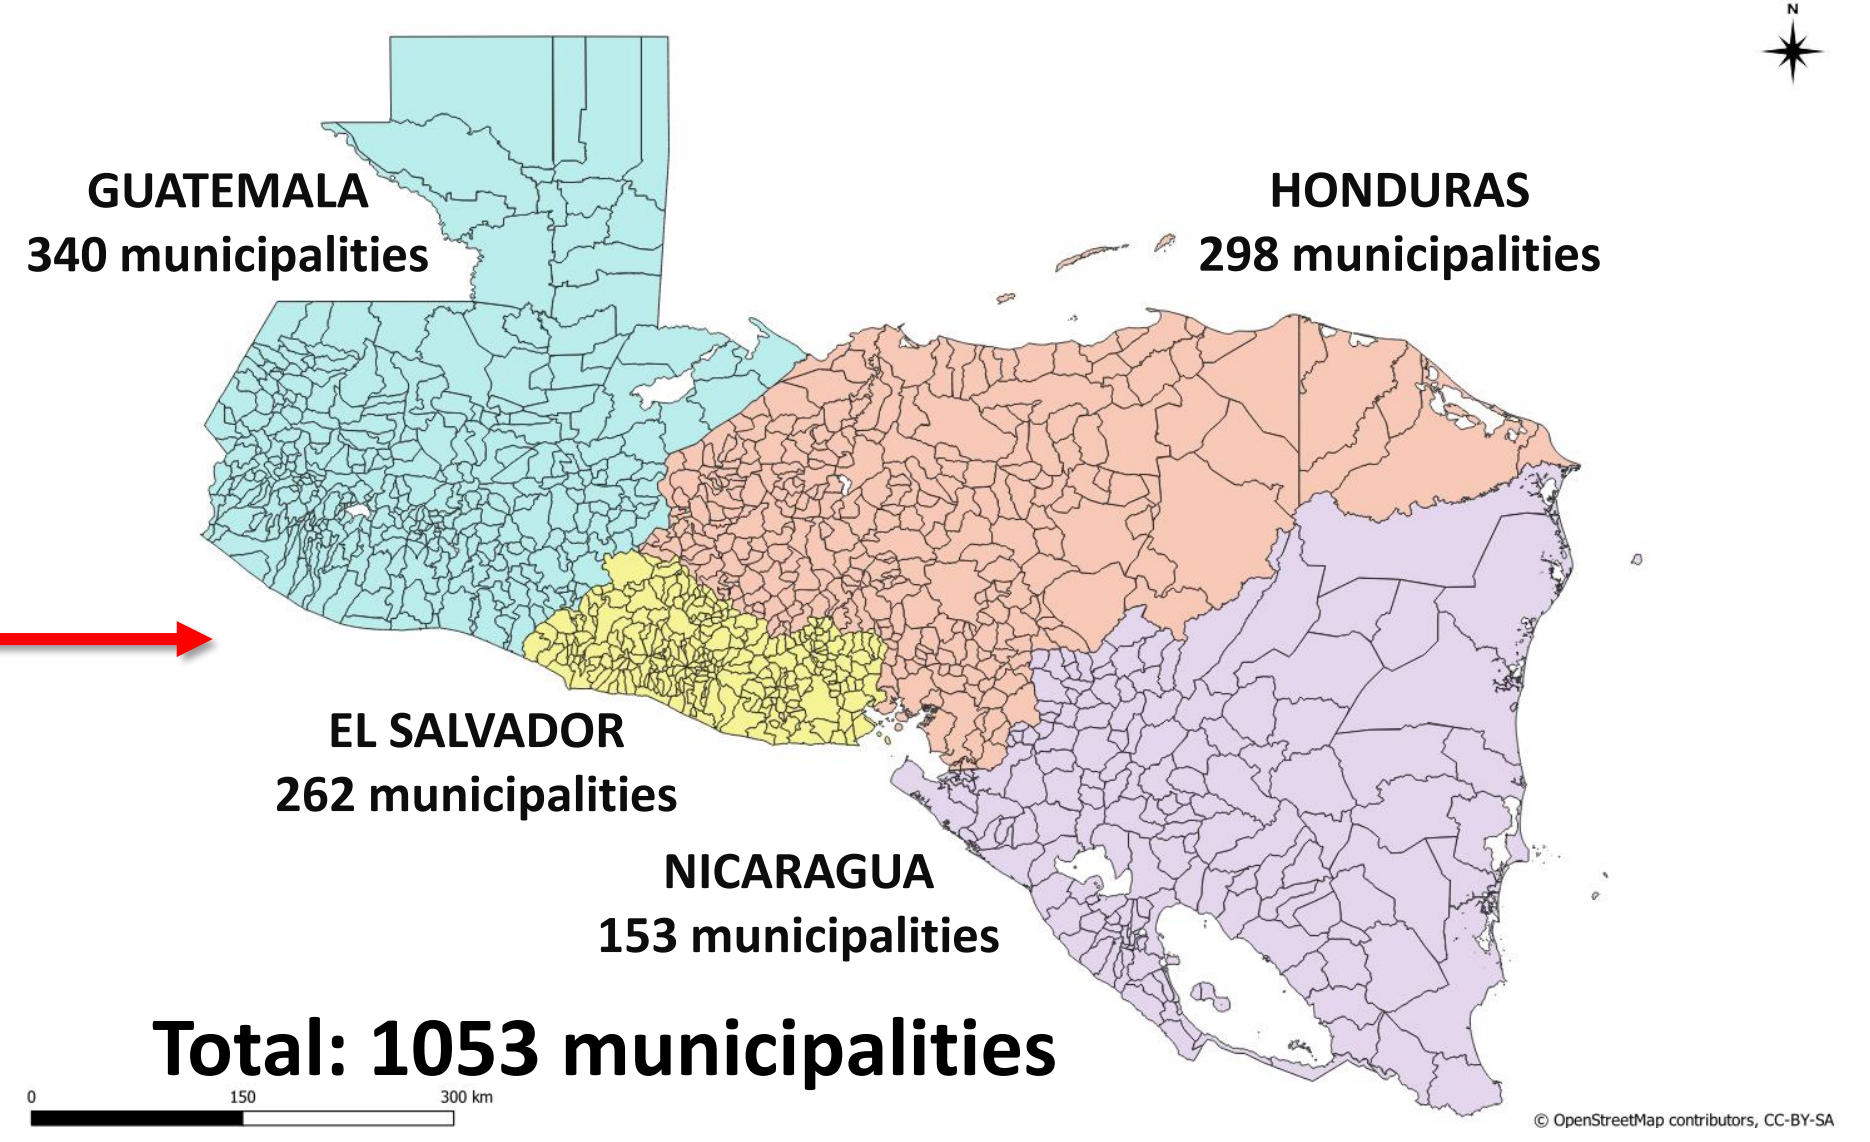 N
GUATEMALA
340 municipalities
HONDURAS
298 municipalities
EL SALVADOR
262 municipalities
NICARAGUA
153 municipalities
Total: 1053 municipalities
0 150 300 km
© OpenStreetMap contributors, CC-BY-SA